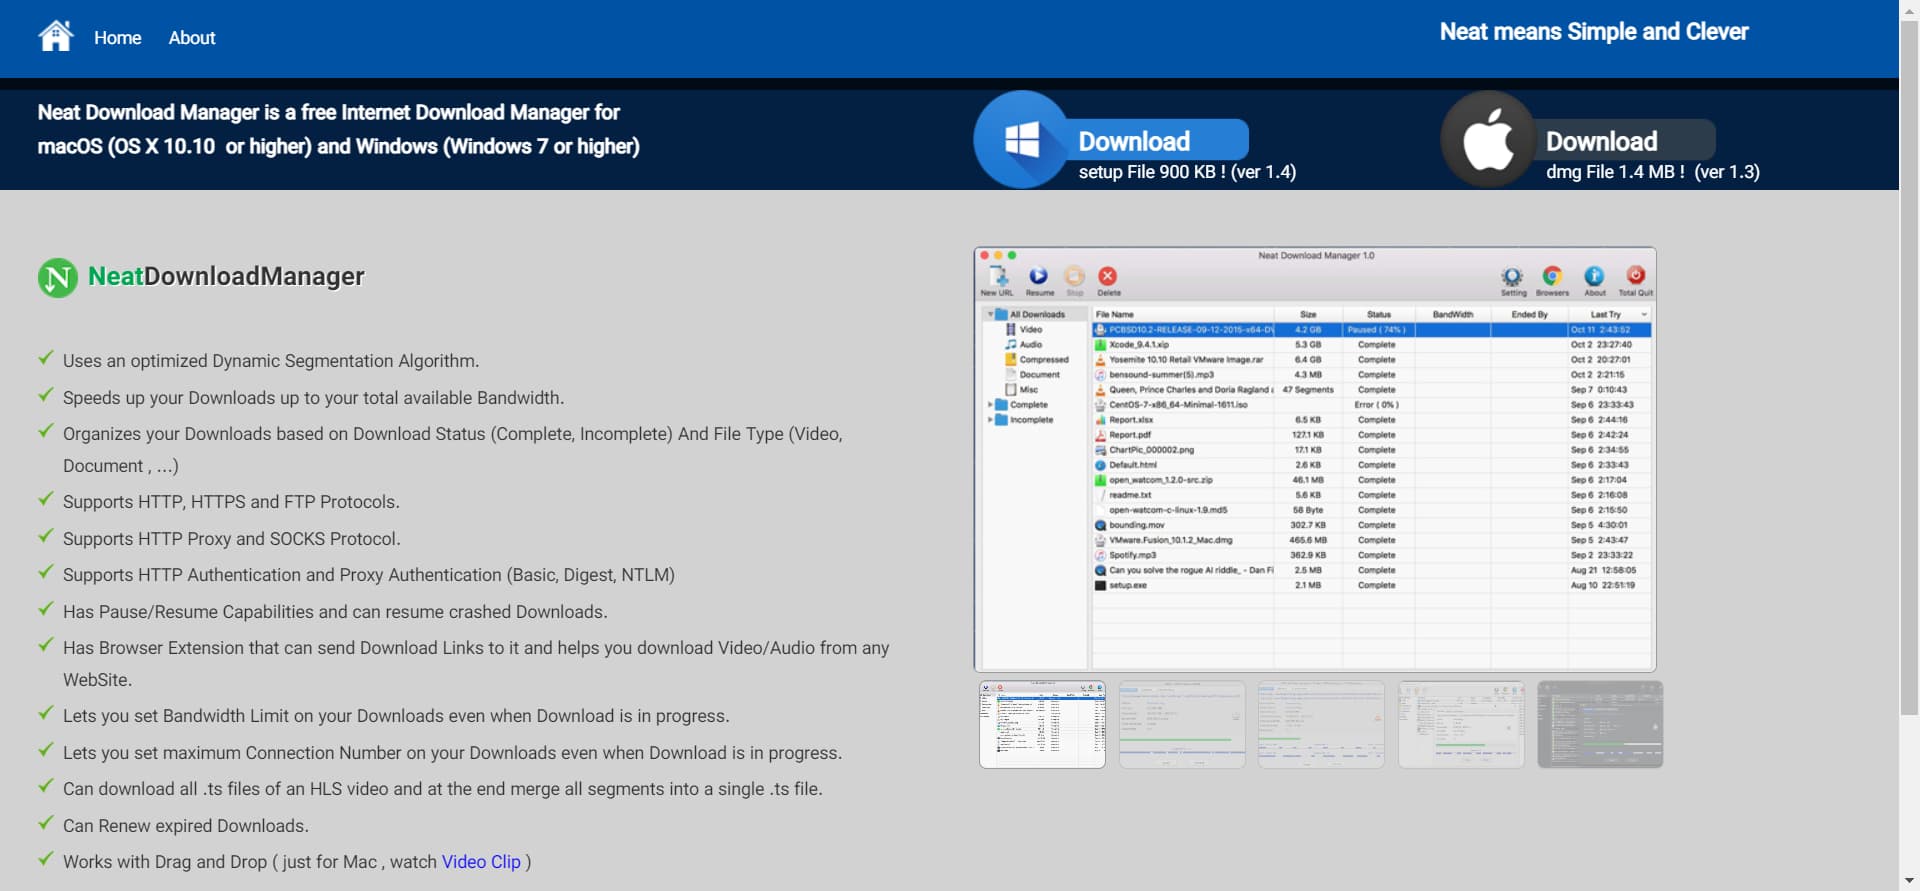 Home About
Neat means Simple and Clever
Neat Download Manager is a free Internet Download Manager for
macOS (OS X 10.10 or higher) and Windows (Windows 7 or higher)
Download
setup File 900 KB ! (ver 1.4)
Download
dmg File 1.4 MB ! (ver 1.3)
NeatDownloadManager
Uses an optimized Dynamic Segmentation Algorithm.
Speeds up your Downloads up to your total available Bandwidth.
Organizes your Downloads based on Download Status (Complete, Incomplete) And File Type (Video,
Document , ...)
Supports HTTP, HTTPS and FTP Protocols.
Supports HTTP Proxy and SOCKS Protocol.
Supports HTTP Authentication and Proxy Authentication (Basic, Digest, NTLM)
Has Pause/Resume Capabilities and can resume crashed Downloads.
Has Browser Extension that can send Download Links to it and helps you download Video/Audio from any
WebSite.
Lets you set Bandwidth Limit on your Downloads even when Download is in progress.
Lets you set maximum Connection Number on your Downloads even when Download is in progress.
Can download all .ts files of an HLS video and at the end merge all segments into a single .ts file.
Can Renew expired Downloads.
Works with Drag and Drop ( just for Mac , watch Video Clip )
Neat Download Manager 1.0
New URL Resume Stop Delete Setting Browsers About Total Quit
All Downloads
Video
Audio
Compressed
Document
Misc
Complete
Incomplete
File Name Size Status BandWidth Ended By Last Try
PCBSD10.2-RELEASE-09-12-2015-x64-DV 4.2 GB Paused ( 74% ) Oct 11 2:43:52
Xcode_9.4.1.xip 5.3 GB Complete Oct 2 23:27:40
Yosemite 10.10 Retail VMware Image.rar 6.4 GB Complete Oct 2 20:27:01
bensound-summer(5).mp3 4.3 MB Complete Oct 2 2:21:15
Queen, Prince Charles and Doria Ragland a 47 Segments Complete Sep 7 0:10:43
CentOS-7-x86_64-Minimal-1611.iso Error ( 0% ) Sep 6 23:33:43
Report.xlsx 6.5 KB Complete Sep 6 2:44:16
Report.pdf 127.1 KB Complete Sep 6 2:42:24
ChartPic_000002.png 17.1 KB Complete Sep 6 2:34:55
Default.html 2.6 KB Complete Sep 6 2:33:43
open_watcom_1.2.0-src.zip 46.1 MB Complete Sep 6 2:17:04
readme.txt 5.6 KB Complete Sep 6 2:16:08
open-watcom-c-linux-1.9.md5 58 Byte Complete Sep 6 2:15:50
bounding.mov 302.7 KB Complete Sep 5 4:30:01
VMware.Fusion_10.1.2_Mac.dmg 465.6 MB Complete Sep 5 2:43:47
Spotify.mp3 362.9 KB Complete Sep 2 23:33:22
Can you solve the rogue AI riddle_ - Dan Fi 2.5 MB Complete Aug 21 12:58:05
setup.exe 2.1 MB Complete Aug 10 22:51:19